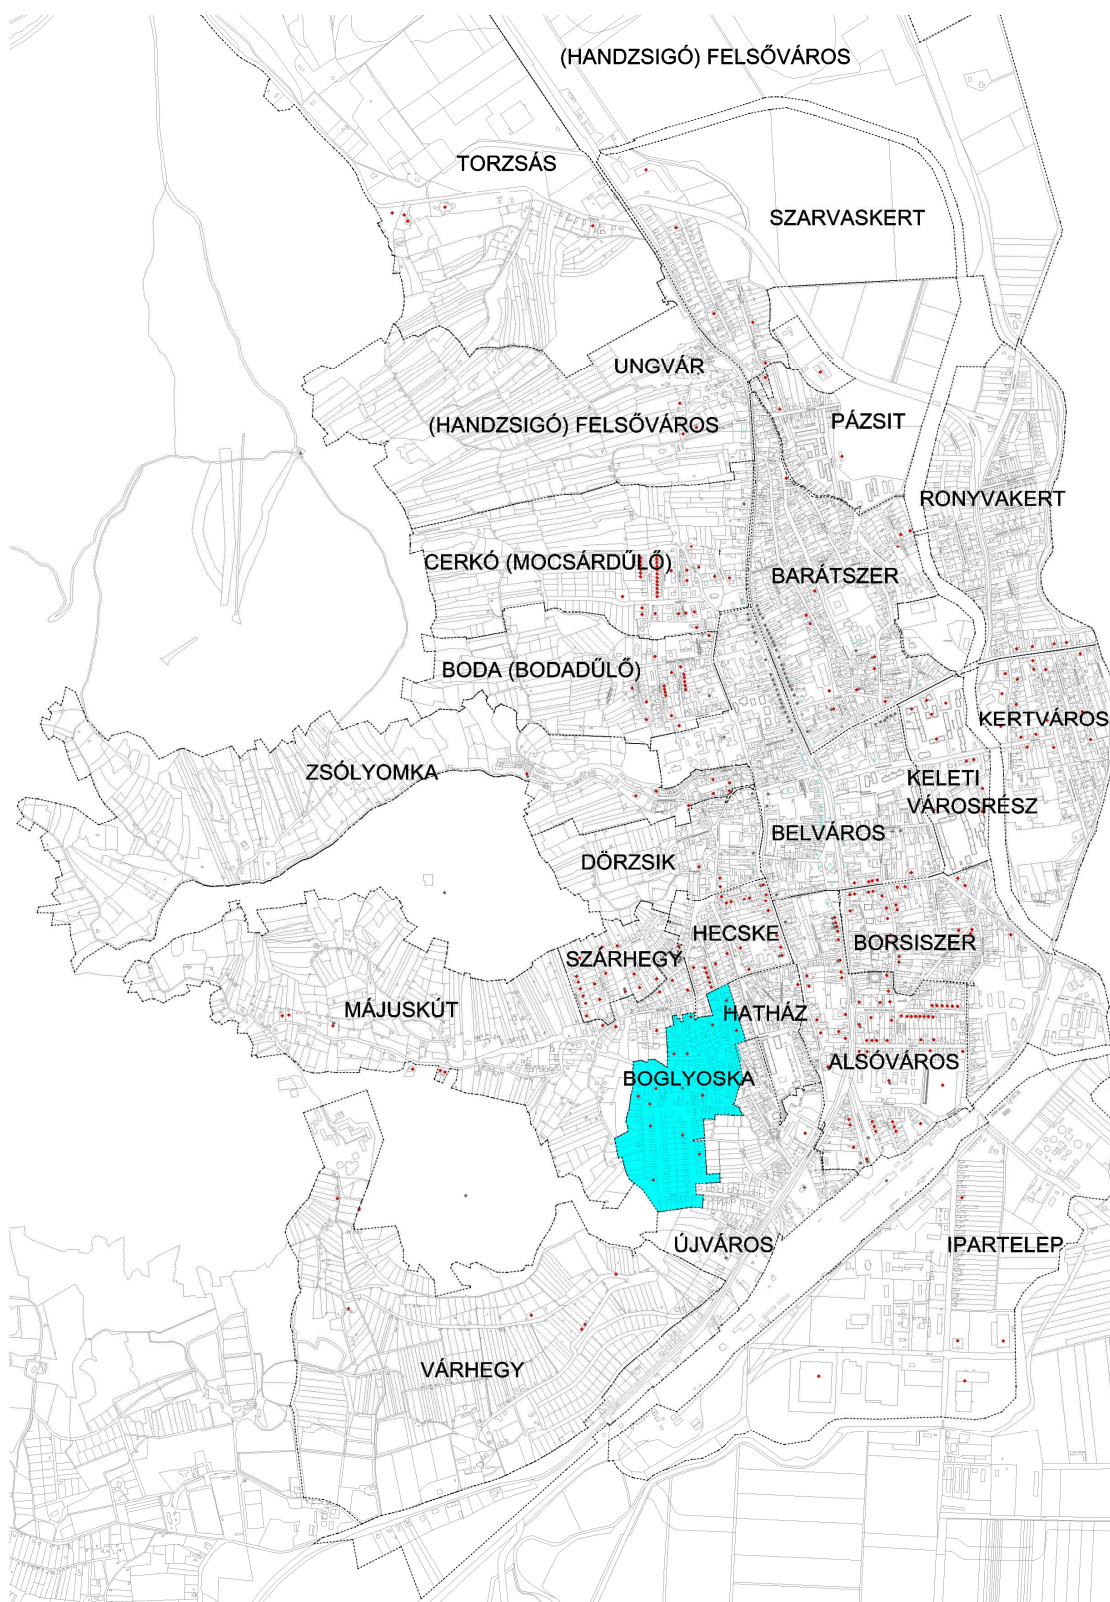 (HANDZSIGÓ) FELSŐVÁROS
TORZSÁS
SZARVASKERT
UNGVÁR
(HANDZSIGÓ) FELSŐVÁROS
PÁZSIT
RONYVAKERT
CERKÓ (MOCSÁRDŰLŐ)
BARÁTSZER
BODA (BODADŰLŐ)
KERTVÁROS
ZSÓLYOMKA
KELETI
VÁROSRÉSZ
BELVÁROS
DÖRZSIK
HECSKE
BORSISZER
SZÁRHEGY
MÁJUSKÚT
HATHÁZ
ALSÓVÁROS
BOGLYOSKA
ÚJVÁROS
IPARTELEP
VÁRHEGY